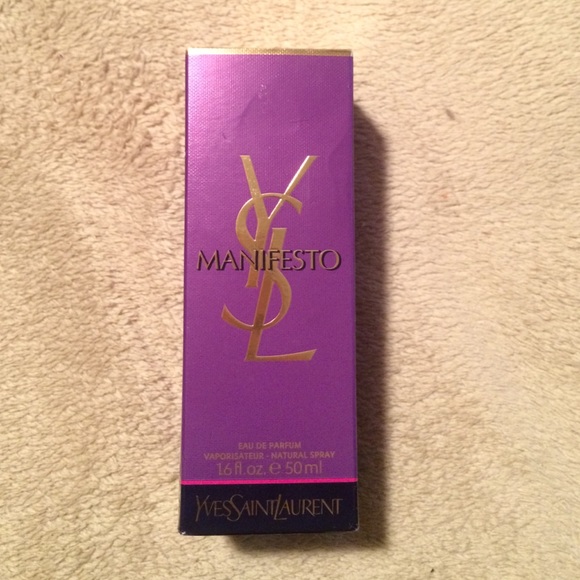 YSL
MANIFESTO
EAU DE PARFUM
VAPORISATEUR - NATURAL SPRAY
1.6 fl.oz. ℮ 50 ml
YVESSAINTLAURENT